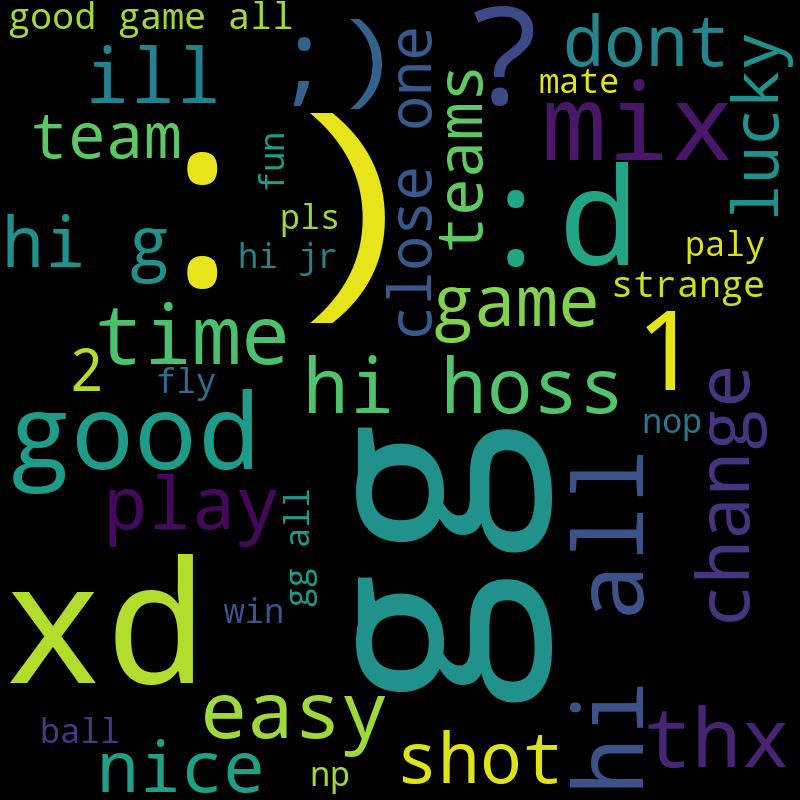 good game all
ill
;)
close one
?
dont
mate
mix
lucky
team
:)
fun
teams
:d
hi g
pls
hi jr
paly
strange
time
game
1
2
fly
hi hoss
good
nop
change
gg
hi all
play
gg all
xd
win
easy
thx
ball
nice
np
shot